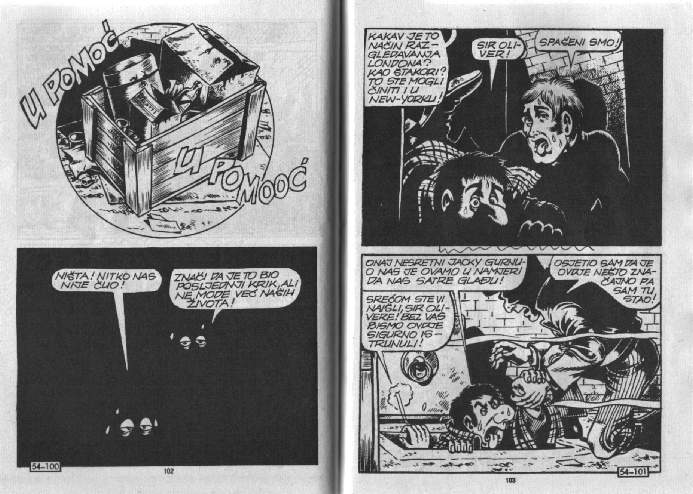 U POMOĆ
U POMOOĆ
NIŠTA! NITKO NAS
NIJE ČUO!
ZNAČI DA JE TO BIO
POSLJEDNJI KRIK, ALI
NE MODE VEĆ NAŠIH
ŽIVOTA!
54-100
102
KAKAV JE TO
NAČIN RAZ-
GLEDAVANJA
LONDONA?
KAO ŠTAKORI?
TO STE MOGLI
ČINITI I U
NEW-YORKU!
SIR OLI-
VER!
SPAŠENI SMO!
ONAJ NESRETNI JACKY GURNU-
O NAS JE OVAMO U NAMJERI
DA NAS SATRE GLAĐU!
SREĆOM STE VI
NAIŠLI, SIR OLI-
VERE! BEZ VAS
BISMO OVDJE
SIGURNO IS-
TRUNULI!
OSJETIO SAM DA JE
OVDJE NEŠTO ZNA-
ČAJNO PA
SAM TU
STAO!
103
54-101